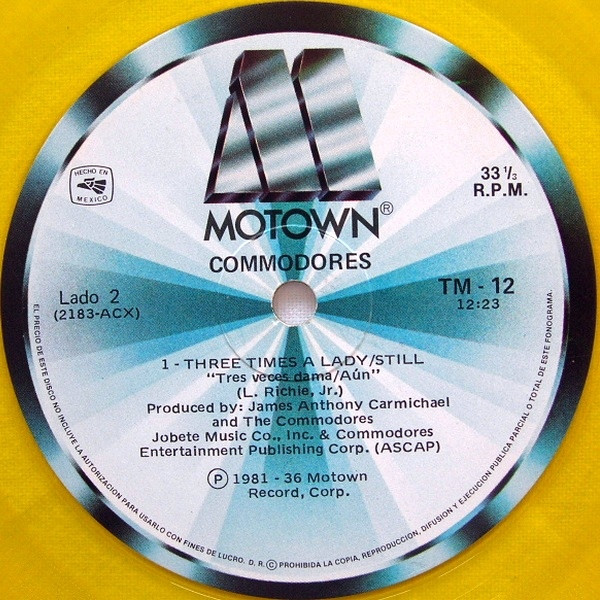 HECHO EN
MEXICO
33 1/3
R.P.M.
MOTOWN®
COMMODORES
Lado 2
(2183-ACX)
TM - 12
12:23
1 - THREE TIMES A LADY/STILL
"Tres veces dama/Aún"
(L. Richie, Jr.)
Produced by: James Anthony Carmichael
and The Commodores
Jobete Music Co., Inc. & Commodores
Entertainment Publishing Corp. (ASCAP)
Ⓟ 1981 - 36 Motown
Record, Corp.
EL PRECIO DE ESTE DISCO NO INCLUYE LA AUTORIZACION PARA USARLO CON FINES DE LUCRO. D. R. © PROHIBIDA LA COPIA, REPRODUCCION, DIFUSION Y EJECUCION PUBLICA PARCIAL O TOTAL DE ESTE FONOGRAMA.